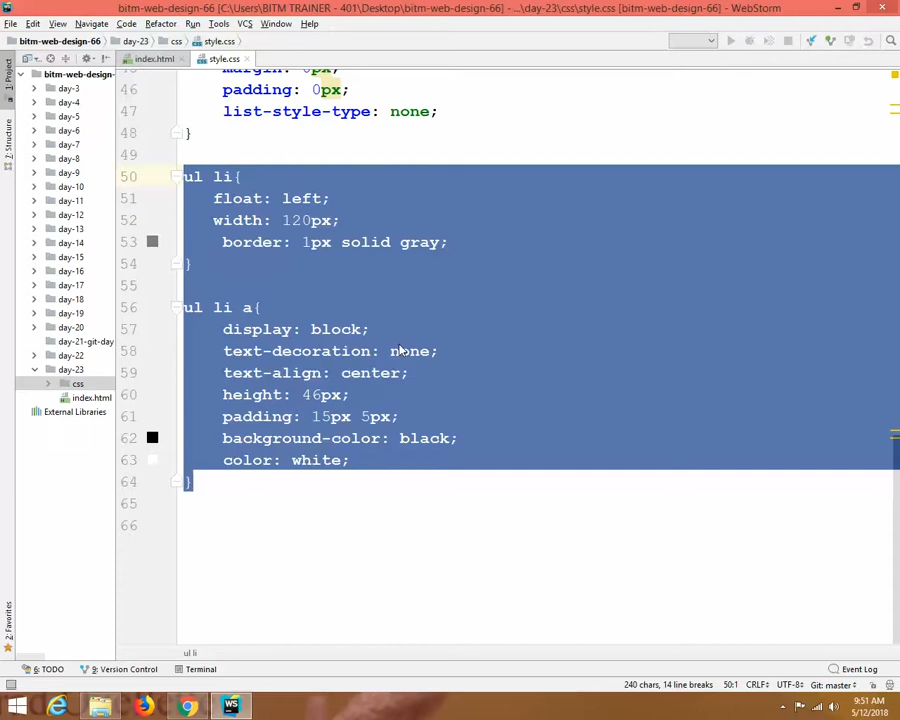 bitm-web-design-66 [C:\Users\BITM TRAINER - 401\Desktop\bitm-web-design-66] - ...\day-23\css\style.css [bitm-web-design-66] - WebStorm
File Edit View Navigate Code Refactor Run Tools VCS Window Help
bitm-web-design-66 day-23 css style.css
index.html style.css
1: Project
Z: Structure
2: Favorites
bitm-web-design-
day-3
day-4
day-5
day-6
day-7
day-8
day-9
day-10
day-11
day-12
day-13
day-14
day-15
day-16
day-17
day-18
day-19
day-20
day-21-git-day
day-22
day-23
css
index.html
External Libraries
45 margin: 0px;
46 padding: 0px;
47 list-style-type: none;
48 }
49
50 ul li{
51 float: left;
52 width: 120px;
53 border: 1px solid gray;
54 }
55
56 ul li a{
57 display: block;
58 text-decoration: none;
59 text-align: center;
60 height: 46px;
61 padding: 15px 5px;
62 background-color: black;
63 color: white;
64 }
65
66
ul li
6: TODO 9: Version Control Terminal Event Log
240 chars, 14 line breaks 50:1 CRLF÷ UTF-8÷ Git: master÷
WS
9:51 AM
5/12/2018